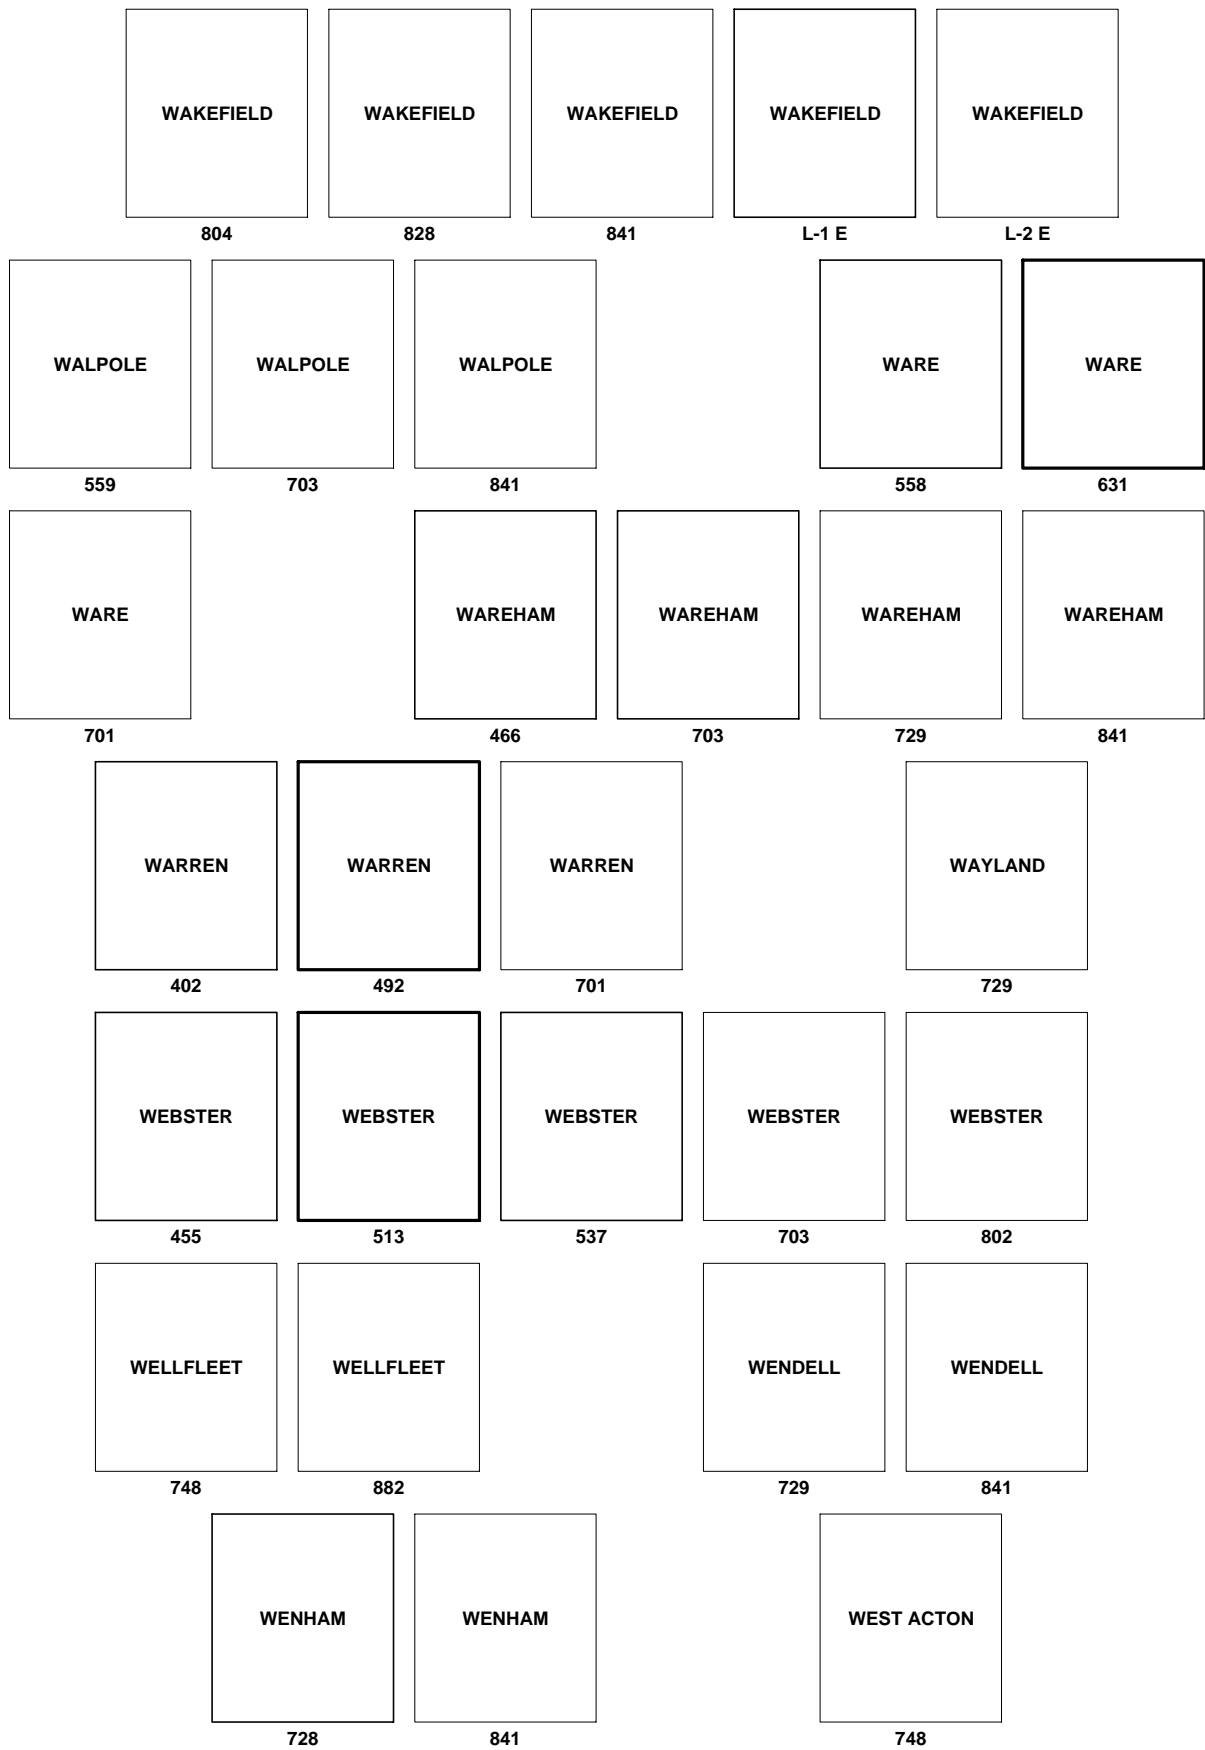 WAKEFIELD WAKEFIELD WAKEFIELD WAKEFIELD WAKEFIELD
804 828 841 L-1 E L-2 E
WALPOLE WALPOLE WALPOLE WARE WARE
559 703 841 558 631
WARE WAREHAM WAREHAM WAREHAM WAREHAM
701 466 703 729 841
WARREN WARREN WARREN WAYLAND
402 492 701 729
WEBSTER WEBSTER WEBSTER WEBSTER WEBSTER
455 513 537 703 802
WELLFLEET WELLFLEET WENDELL WENDELL
748 882 729 841
WENHAM WENHAM WEST ACTON
728 841 748